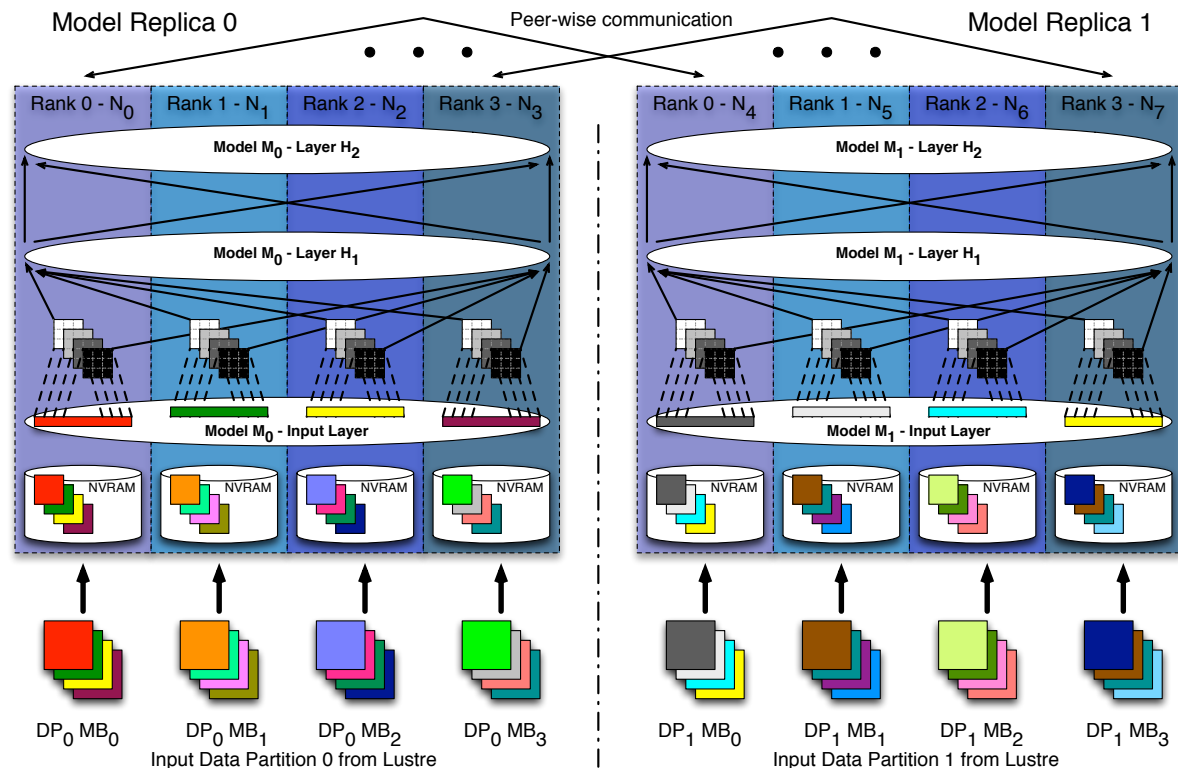 Model Replica 0
Peer-wise communication
Model Replica 1
Rank 0 - N0
Rank 1 - N1
Rank 2 - N2
Rank 3 - N3
Rank 0 - N4
Rank 1 - N5
Rank 2 - N6
Rank 3 - N7
Model M0 - Layer H2
Model M1 - Layer H2
Model M0 - Layer H1
Model M1 - Layer H1
Model M0 - Input Layer
Model M1 - Input Layer
NVRAM
NVRAM
NVRAM
NVRAM
NVRAM
NVRAM
NVRAM
NVRAM
DP0 MB0
DP0 MB1
DP0 MB2
DP0 MB3
DP1 MB0
DP1 MB1
DP1 MB2
DP1 MB3
Input Data Partition 0 from Lustre
Input Data Partition 1 from Lustre